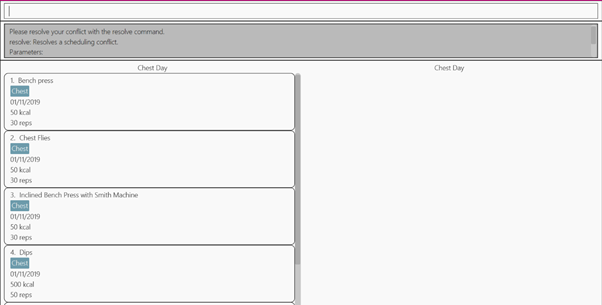 Please resolve your conflict with the resolve command.
resolve: Resolves a scheduling conflict.
Parameters:
Chest Day
Chest Day
1. Bench press
Chest
01/11/2019
50 kcal
30 reps
2. Chest Flies
Chest
01/11/2019
50 kcal
30 reps
3. Inclined Bench Press with Smith Machine
Chest
01/11/2019
50 kcal
30 reps
4. Dips
Chest
01/11/2019
500 kcal
50 reps